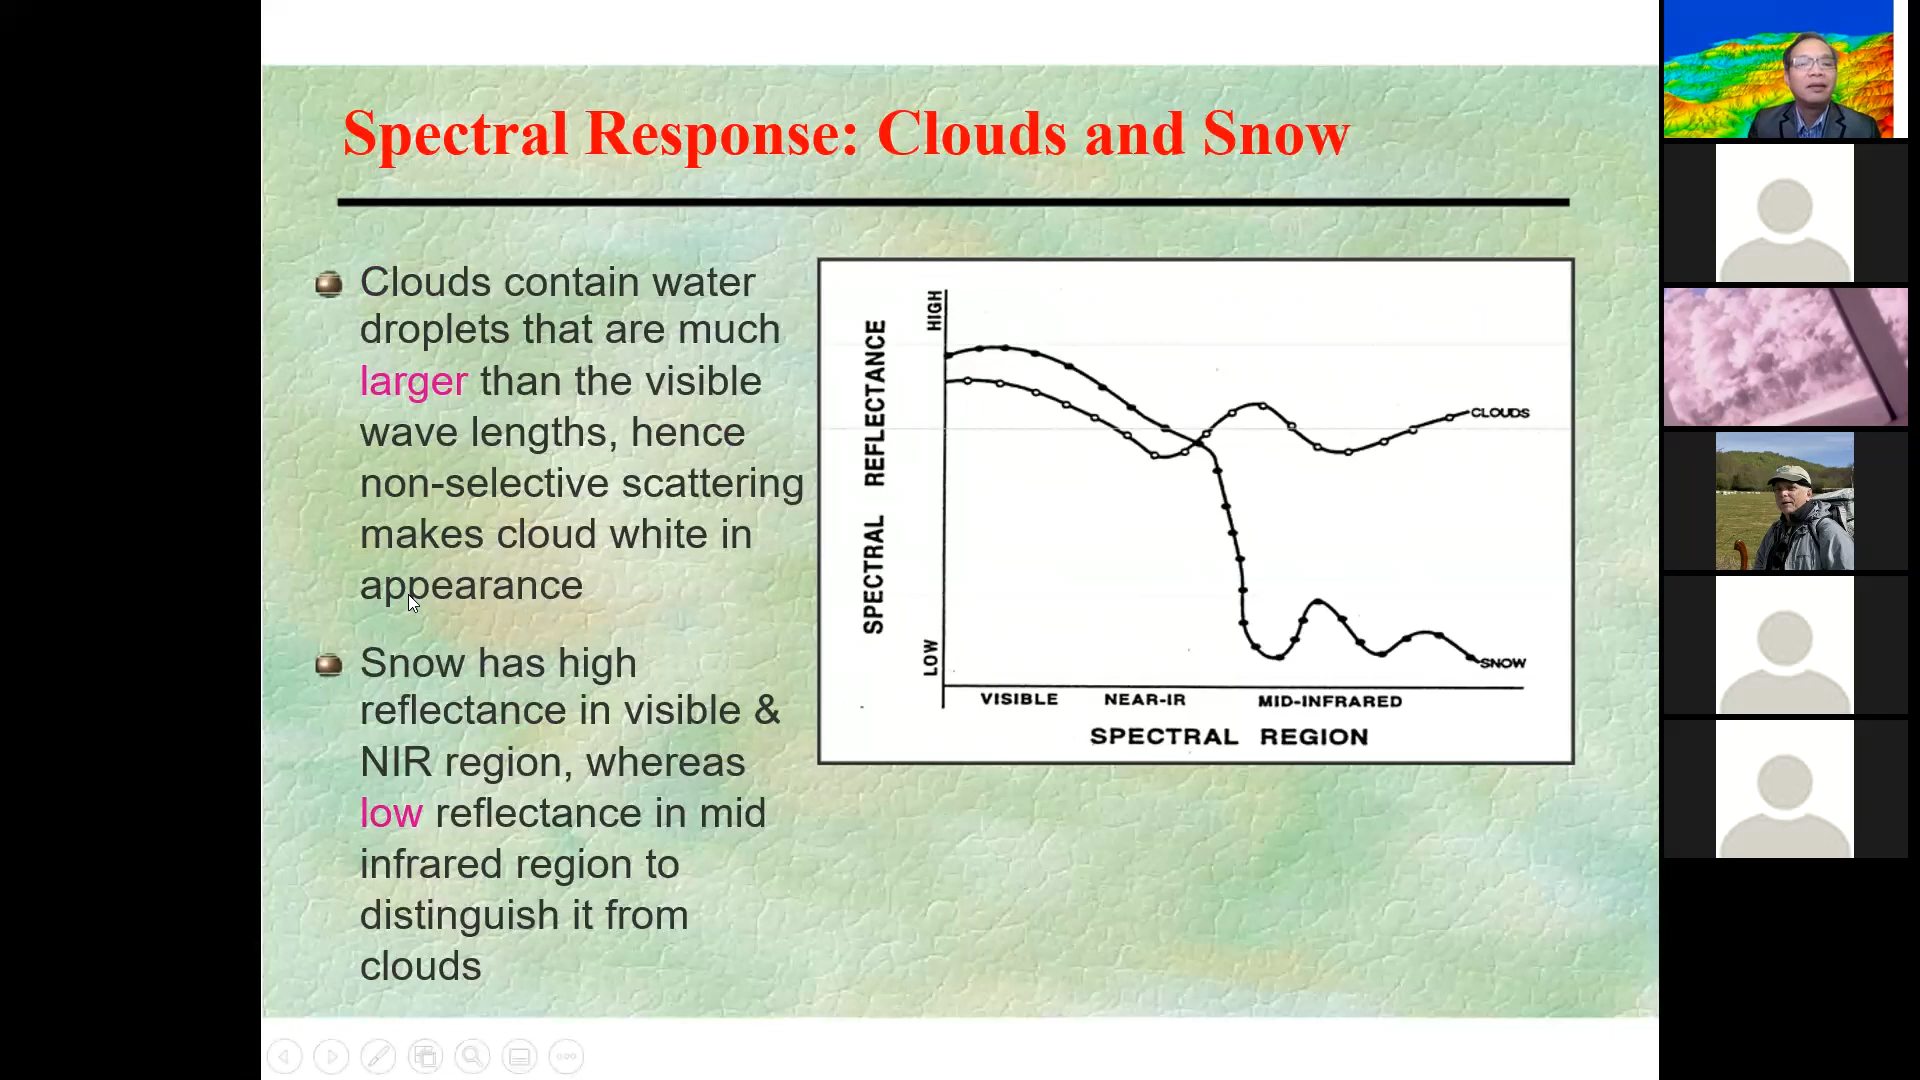 Spectral Response: Clouds and Snow
Clouds contain water
droplets that are much
larger than the visible
wave lengths, hence
non-selective scattering
makes cloud white in
appearance
Snow has high
reflectance in visible &
NIR region, whereas
low reflectance in mid
infrared region to
distinguish it from
clouds
HIGH
SPECTRAL REFLECTANCE
LOW
CLOUDS
SNOW
VISIBLE NEAR-IR MID-INFRARED
SPECTRAL REGION